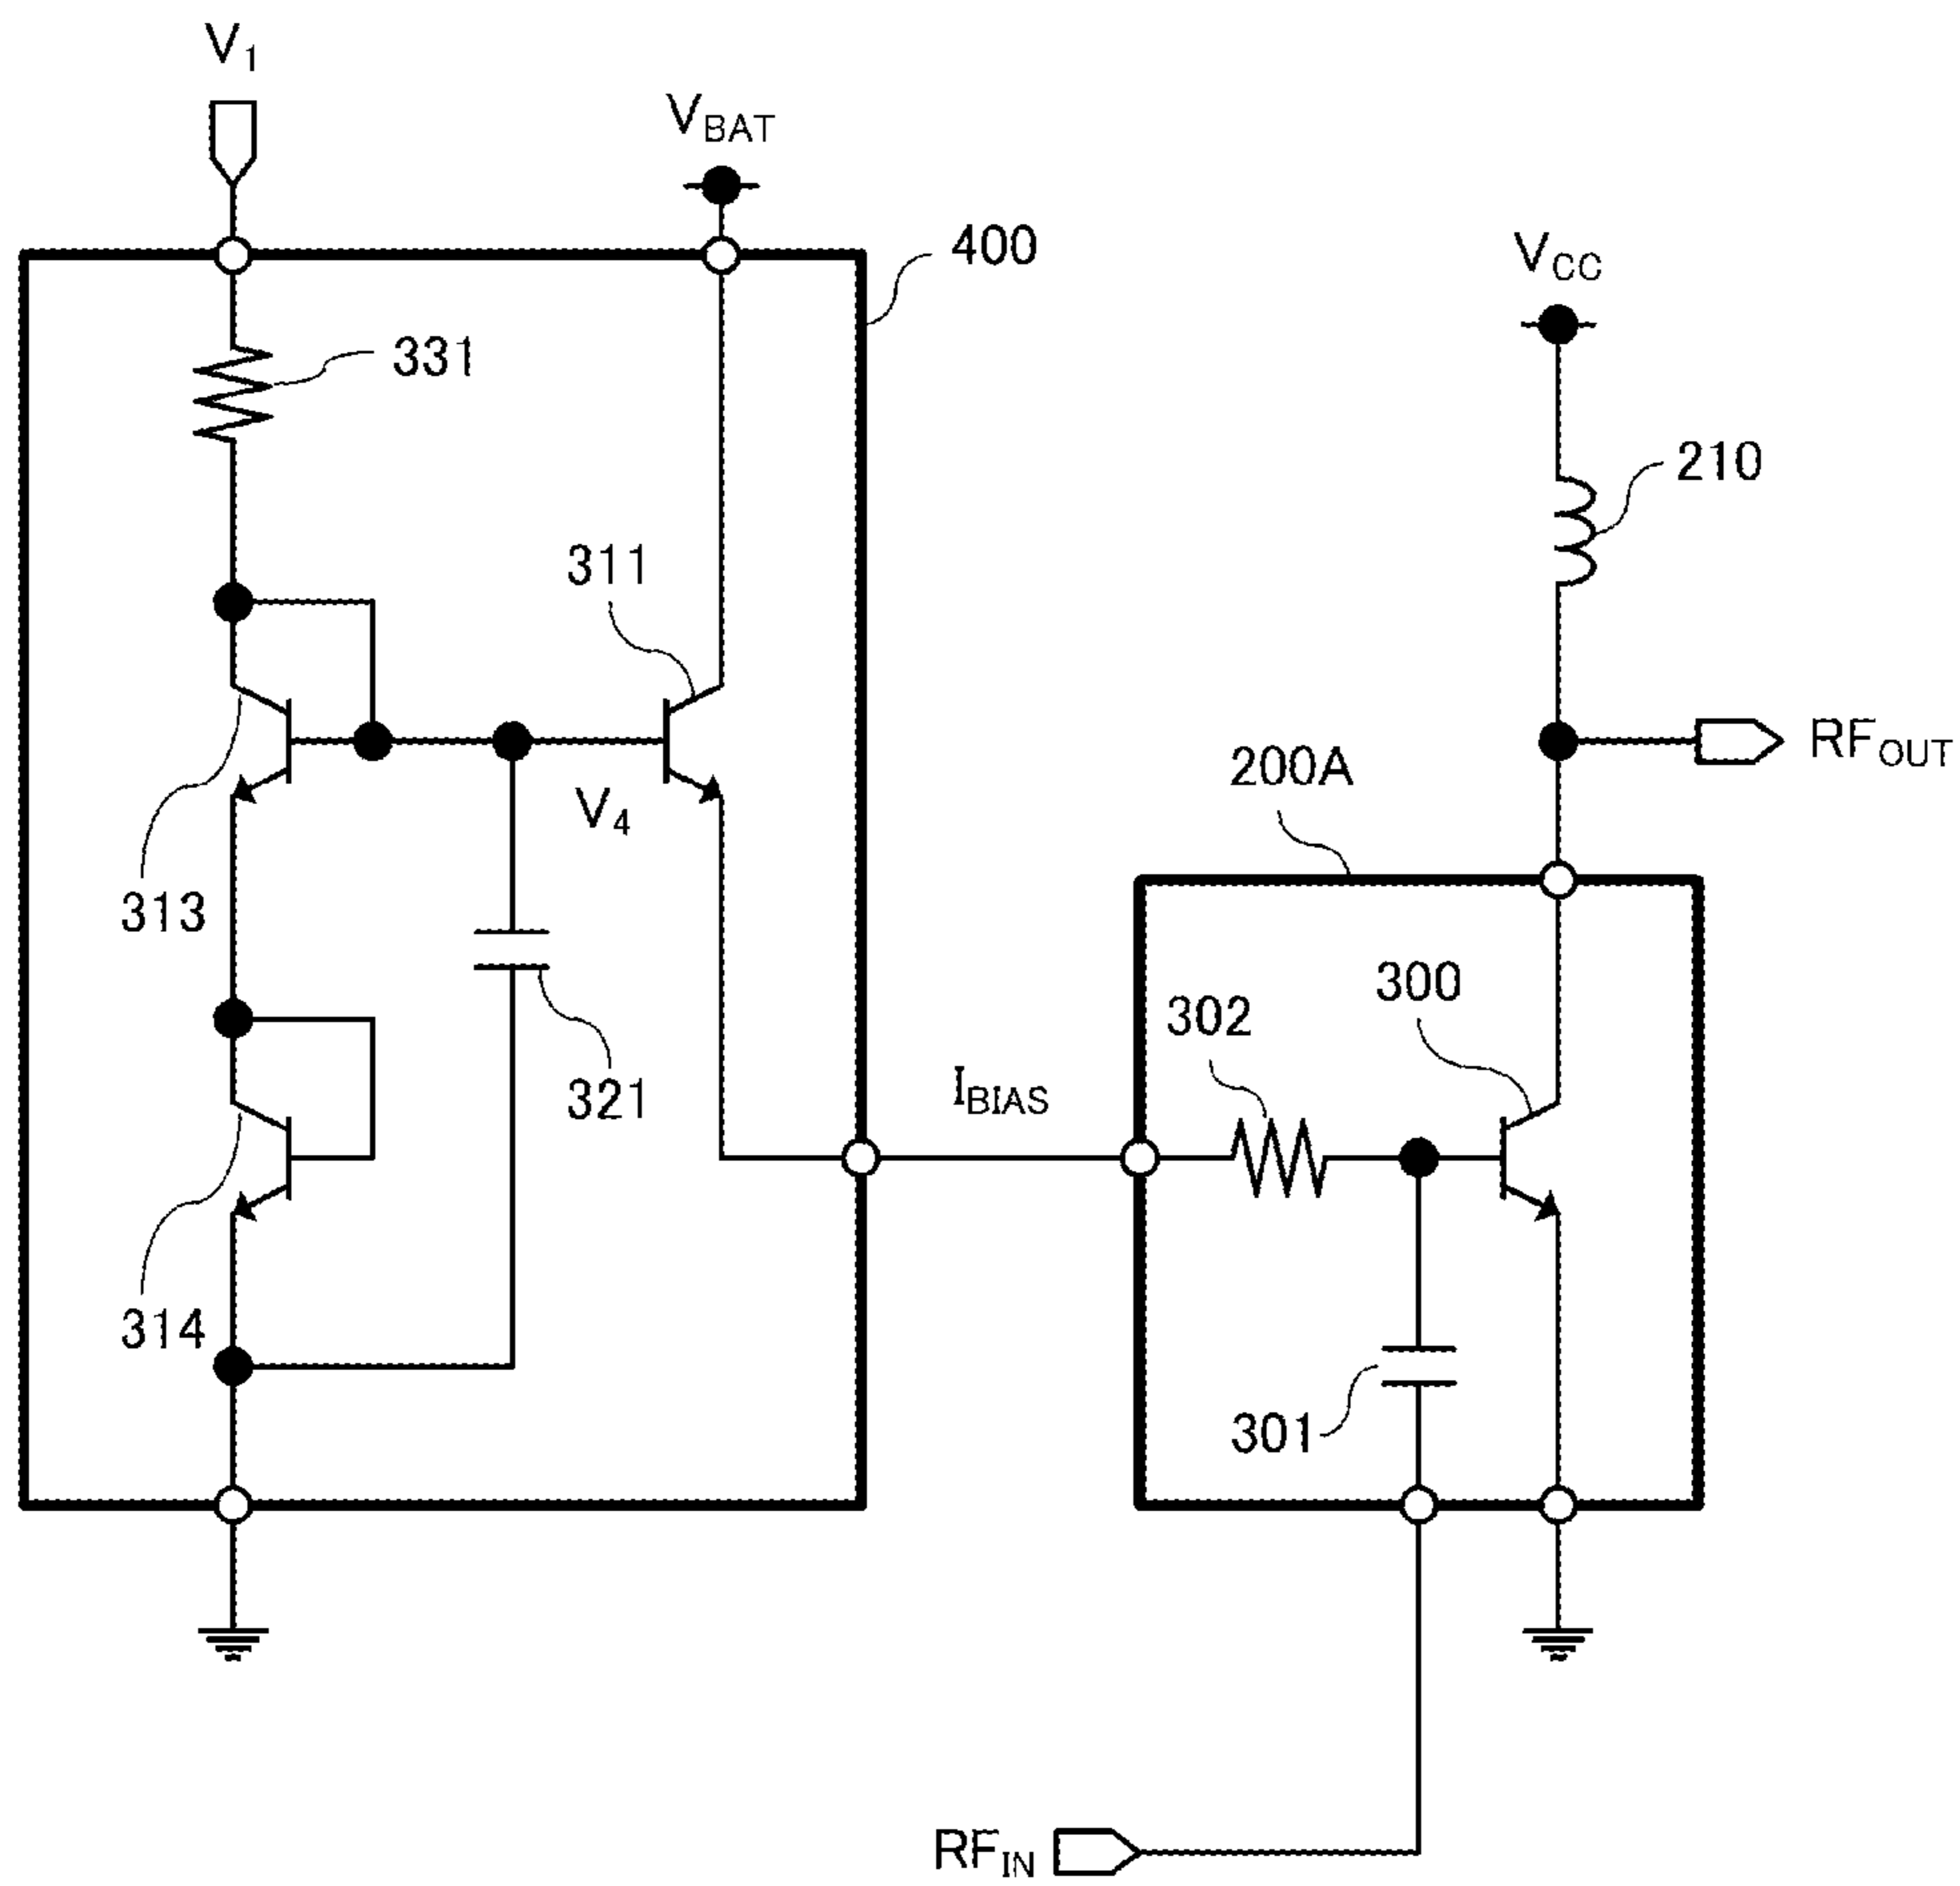 V1
VBAT
400
VCC
331
210
311
RFOUT
200A
V4
313
300
302
321
IBIAS
314
301
RFIN